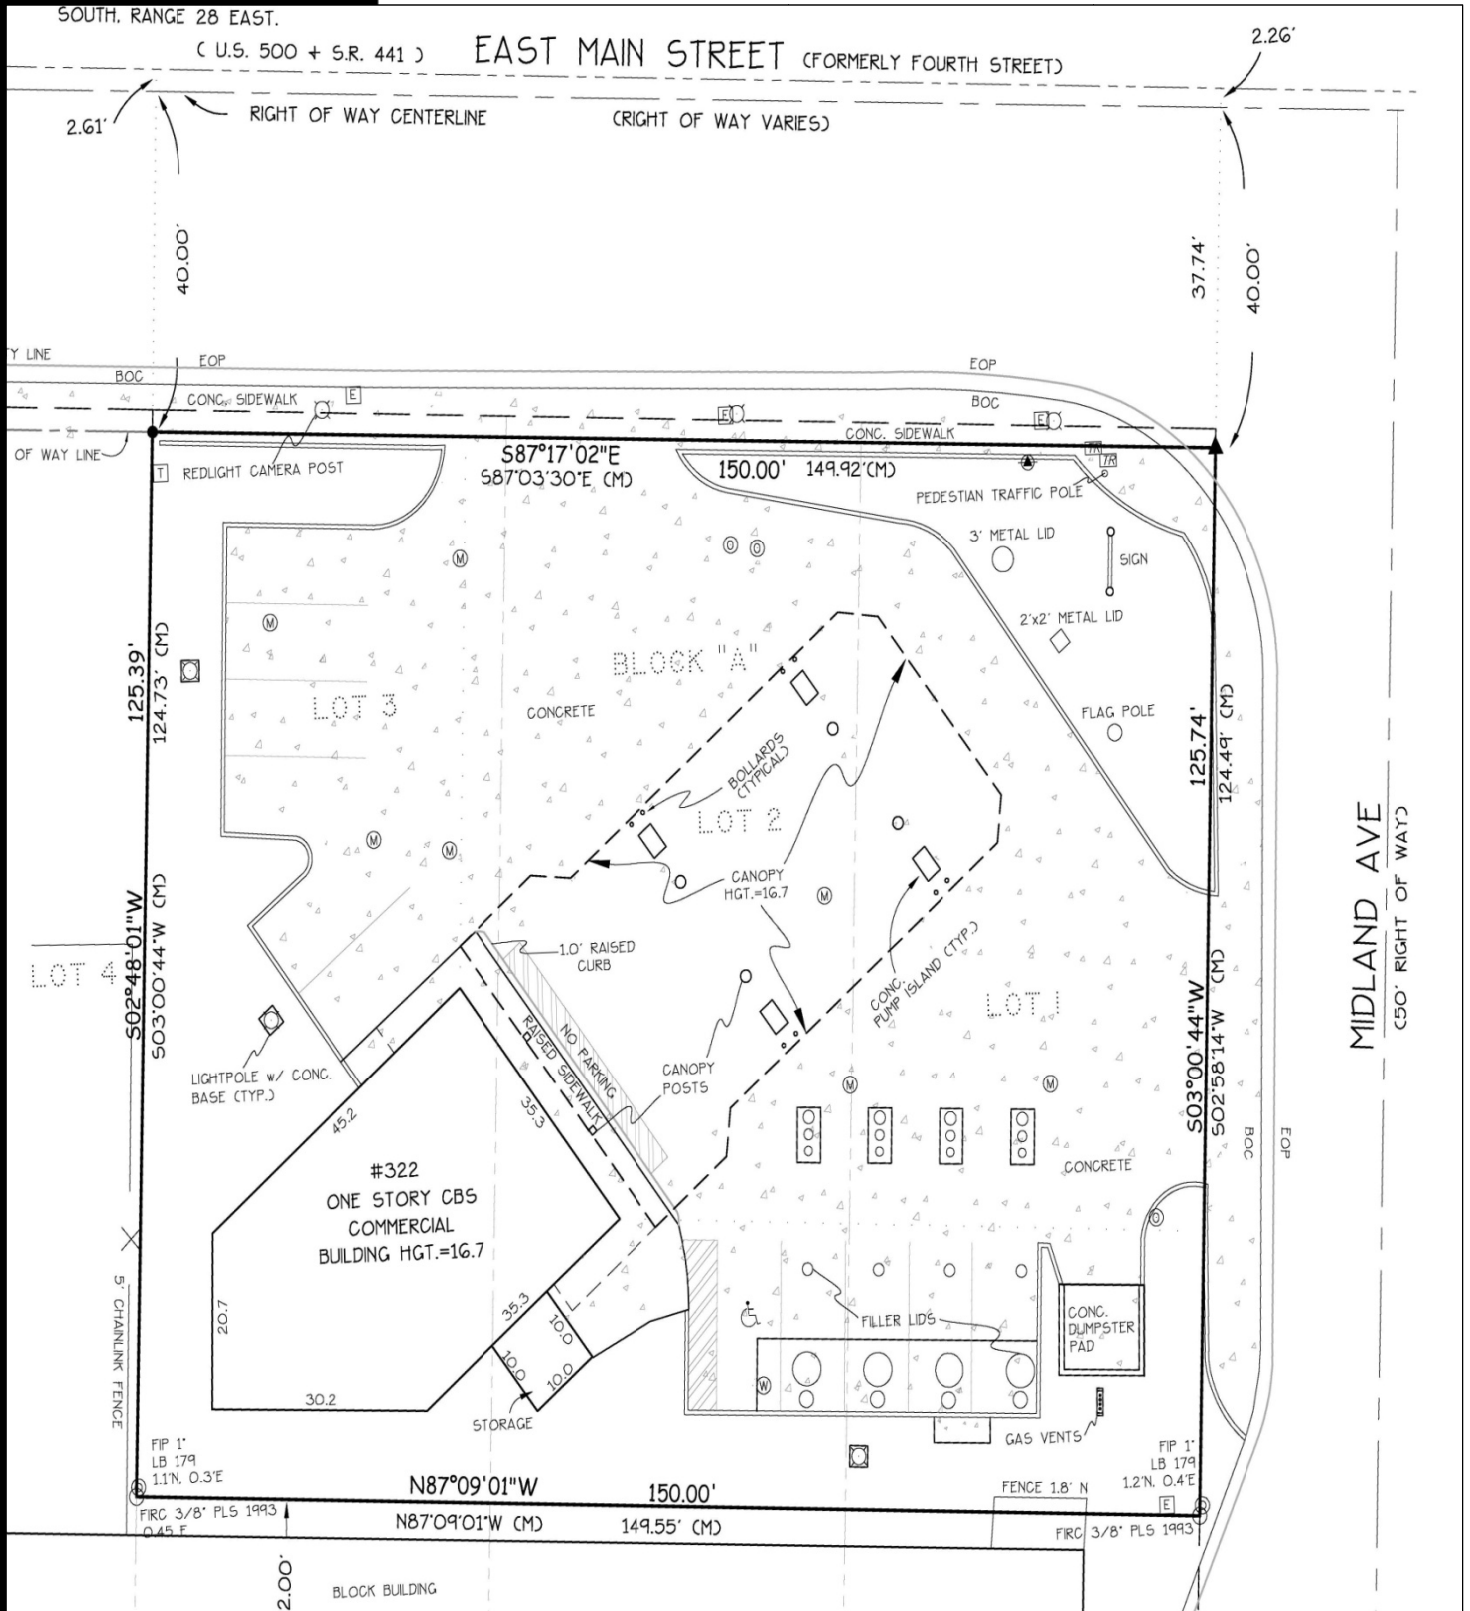 SOUTH, RANGE 28 EAST.
( U.S. 500 + S.R. 441 )
EAST MAIN STREET (FORMERLY FOURTH STREET)
2.26'
2.61'
RIGHT OF WAY CENTERLINE
(RIGHT OF WAY VARIES)
40.00'
37.74'
40.00'
Y LINE
EOP
EOP
BOC
BOC
CONC. SIDEWALK
E
E
E
CONC. SIDEWALK
OF WAY LINE
T
REDLIGHT CAMERA POST
S87°17'02"E
S87°03'30"E (M)
150.00'
149.92'(M)
TR
TR
PEDESTIAN TRAFFIC POLE
3' METAL LID
SIGN
2'x2' METAL LID
FLAG POLE
125.39'
124.73' (M)
BLOCK "A"
LOT 3
CONCRETE
BOLLARDS
(TYPICAL)
LOT 2
125.74'
124.49' (M)
MIDLAND AVE
(50' RIGHT OF WAY)
M
M
M
M
M
M
M
O
O
O
CANOPY
HGT.=16.7
1.0' RAISED
CURB
CONC.
PUMP ISLAND (TYP.)
LOT 1
LOT 4
S02°48'01"W
S03°00'44"W (M)
S03°00'44"W
S02°58'14"W (M)
LIGHTPOLE w/ CONC.
BASE (TYP.)
NO PARKING
RAISED SIDEWALK
CANOPY
POSTS
45.2
35.3
CONCRETE
BOC
EOP
#322
ONE STORY CBS
COMMERCIAL
BUILDING HGT.=16.7
20.7
30.2
35.3
10.0
10.0
10.0
STORAGE
5' CHAINLINK FENCE
FILLER LIDS
CONC.
DUMPSTER
PAD
W
GAS VENTS
FIP 1"
LB 179
1.1'N, 0.3'E
FIP 1"
LB 179
1.2'N, 0.4'E
FENCE 1.8' N
E
N87°09'01"W
150.00'
FIRC 3/8" PLS 1993
0.45 E
N87°09'01"W (M)
149.55' (M)
FIRC 3/8" PLS 1993
2.00'
BLOCK BUILDING